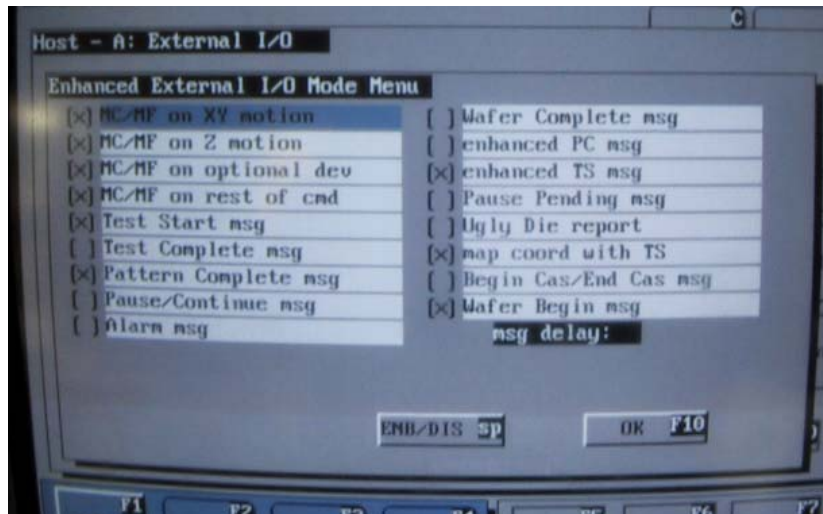 C
Host - A: External I/O
Enhanced External I/O Mode Menu
[x] MC/MF on XY motion
[x] MC/MF on Z motion
[x] MC/MF on optional dev
[x] MC/MF on rest of cmd
[x] Test Start msg
[ ] Test Complete msg
[x] Pattern Complete msg
[ ] Pause/Continue msg
[ ] Alarm msg
[ ] Wafer Complete msg
[ ] enhanced PC msg
[x] enhanced TS msg
[ ] Pause Pending msg
[ ] Ugly Die report
[x] map coord with TS
[ ] Begin Cas/End Cas msg
[x] Wafer Begin msg
msg delay:
ENB/DIS sp
OK F10
F1 F2 F3 F4 F5 F6 F7